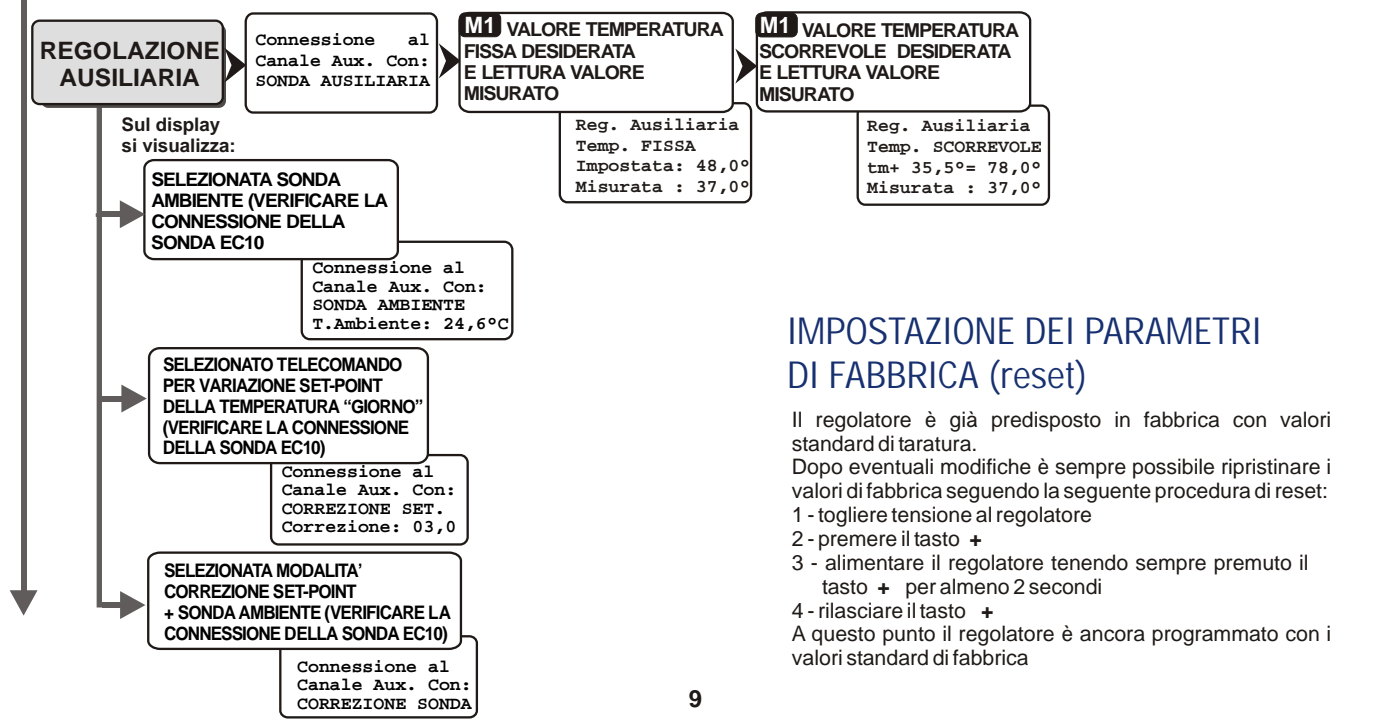 REGOLAZIONE
AUSILIARIA
Connessione al
Canale Aux. Con:
SONDA AUSILIARIA
M1 VALORE TEMPERATURA
FISSA DESIDERATA
E LETTURA VALORE
MISURATO
Reg. Ausiliaria
Temp. FISSA
Impostata: 48,0°
Misurata : 37,0°
M1 VALORE TEMPERATURA
SCORREVOLE DESIDERATA
E LETTURA VALORE
MISURATO
Reg. Ausiliaria
Temp. SCORREVOLE
tm+ 35,5°= 78,0°
Misurata : 37,0°
Sul display
si visualizza:
SELEZIONATA SONDA
AMBIENTE (VERIFICARE LA
CONNESSIONE DELLA
SONDA EC10
Connessione al
Canale Aux. Con:
SONDA AMBIENTE
T.Ambiente: 24,6°C
SELEZIONATO TELECOMANDO
PER VARIAZIONE SET-POINT
DELLA TEMPERATURA “GIORNO”
(VERIFICARE LA CONNESSIONE
DELLA SONDA EC10)
Connessione al
Canale Aux. Con:
CORREZIONE SET.
Correzione: 03,0
SELEZIONATA MODALITA’
CORREZIONE SET-POINT
+ SONDA AMBIENTE (VERIFICARE LA
CONNESSIONE DELLA SONDA EC10)
Connessione al
Canale Aux. Con:
CORREZIONE SONDA
IMPOSTAZIONE DEI PARAMETRI
DI FABBRICA (reset)
Il regolatore è già predisposto in fabbrica con valori
standard di taratura.
Dopo eventuali modifiche è sempre possibile ripristinare i
valori di fabbrica seguendo la seguente procedura di reset:
1 - togliere tensione al regolatore
2 - premere il tasto +
3 - alimentare il regolatore tenendo sempre premuto il
tasto + per almeno 2 secondi
4 - rilasciare il tasto +
A questo punto il regolatore è ancora programmato con i
valori standard di fabbrica
9